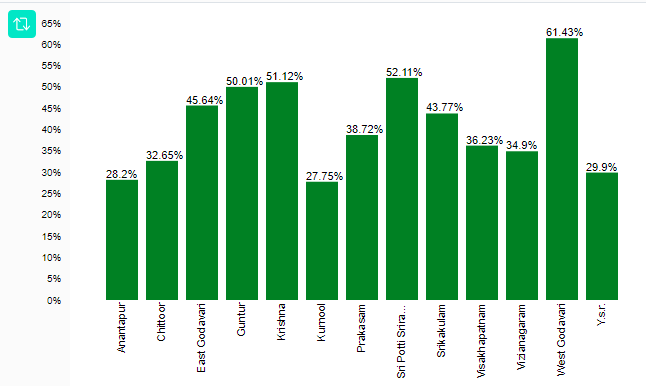 65%
60%
55%
50%
45%
40%
35%
30%
25%
20%
15%
10%
5%
0%
28.2%
32.65%
45.64%
50.01%
51.12%
27.75%
38.72%
52.11%
43.77%
36.23%
34.9%
61.43%
29.9%
Anantapur
Chittoor
East Godavari
Guntur
Krishna
Kurnool
Prakasam
Sri Potti Srira...
Srikakulam
Visakhapatnam
Vizianagaram
West Godavari
Y.s.r.